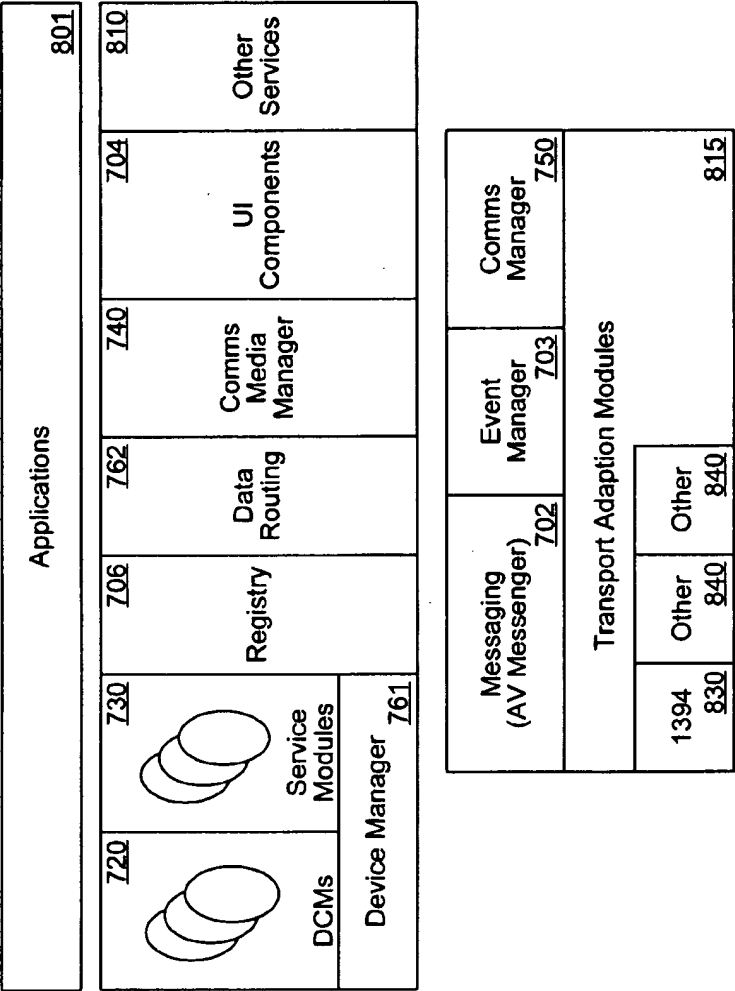 Applications
801
720
DCMs
730
Service
Modules
Device Manager
761
706
Registry
762
Data
Routing
740
Comms
Media
Manager
704
UI
Components
810
Other
Services
Messaging
(AV Messenger)
702
Event
Manager
703
Comms
Manager
750
Transport Adaption Modules
815
1394
830
Other
840
Other
840